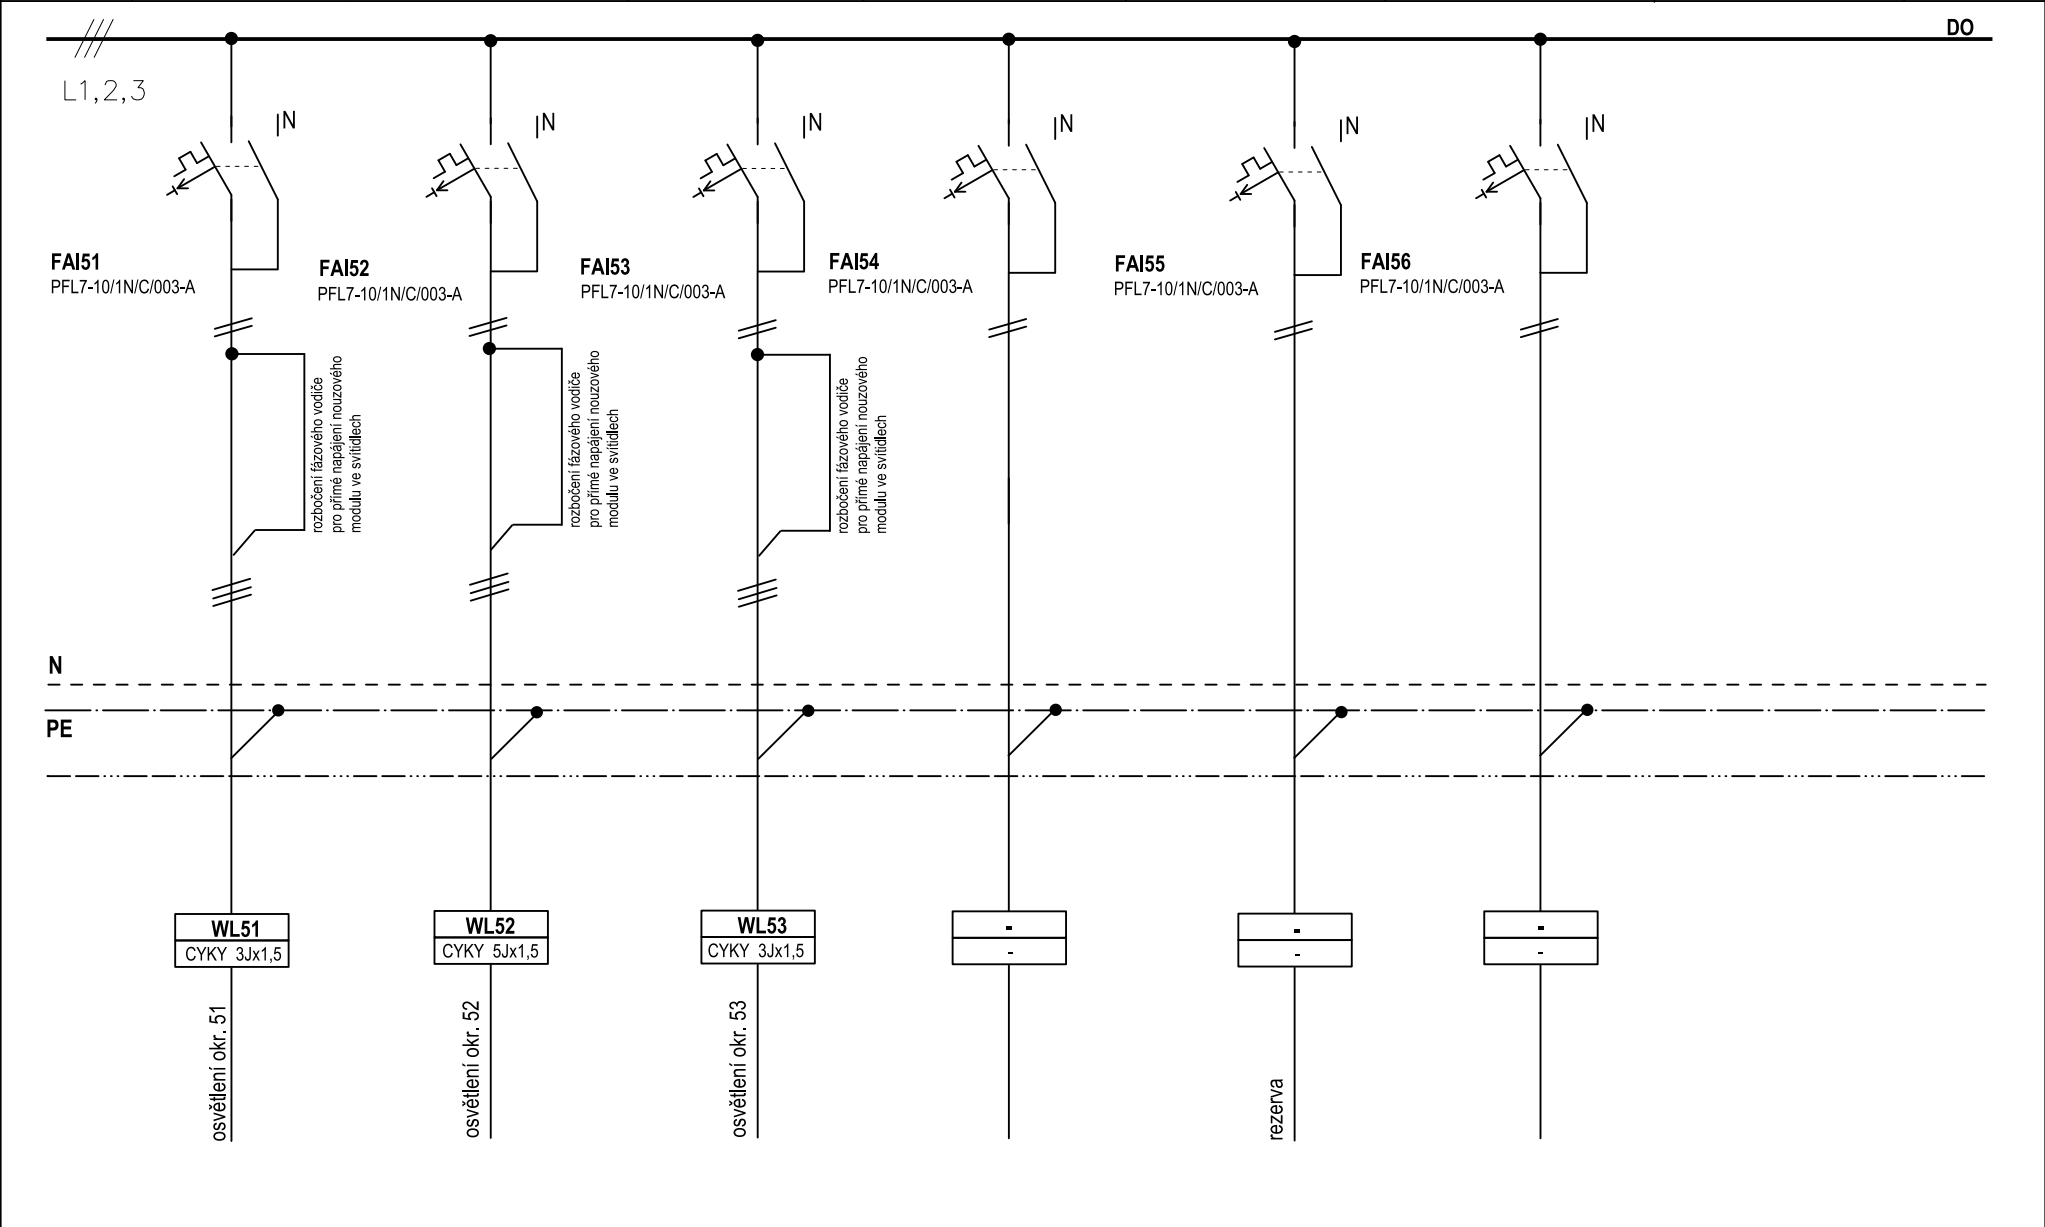 DO
L1,2,3
|N
|N
|N
|N
|N
|N
FAI51
PFL7-10/1N/C/003-A
FAI52
PFL7-10/1N/C/003-A
FAI53
PFL7-10/1N/C/003-A
FAI54
PFL7-10/1N/C/003-A
FAI55
PFL7-10/1N/C/003-A
FAI56
PFL7-10/1N/C/003-A
rozbočení fázového vodiče
pro přímé napájení nouzového
modulu ve svítidlech
rozbočení fázového vodiče
pro přímé napájení nouzového
modulu ve svítidlech
rozbočení fázového vodiče
pro přímé napájení nouzového
modulu ve svítidlech
N
PE
WL51
CYKY 3Jx1,5
WL52
CYKY 5Jx1,5
WL53
CYKY 3Jx1,5
-
-
-
-
-
-
osvětlení okr. 51
osvětlení okr. 52
osvětlení okr. 53
rezerva